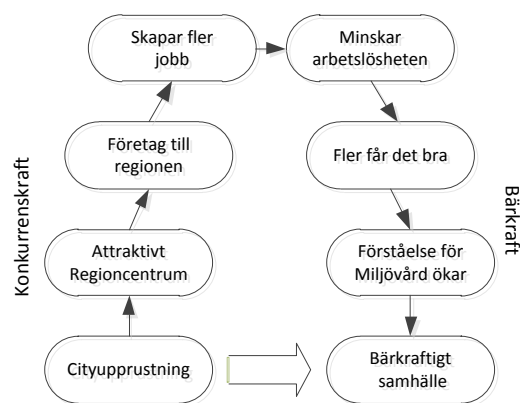 Skapar fler
jobb
Minskar
arbetslösheten
Företag till
regionen
Fler får det bra
Konkurrenskraft
Bärkraft
Attraktivt
Regioncentrum
Förståelse för
Miljövård ökar
Cityupprustning
Bärkraftigt
samhälle